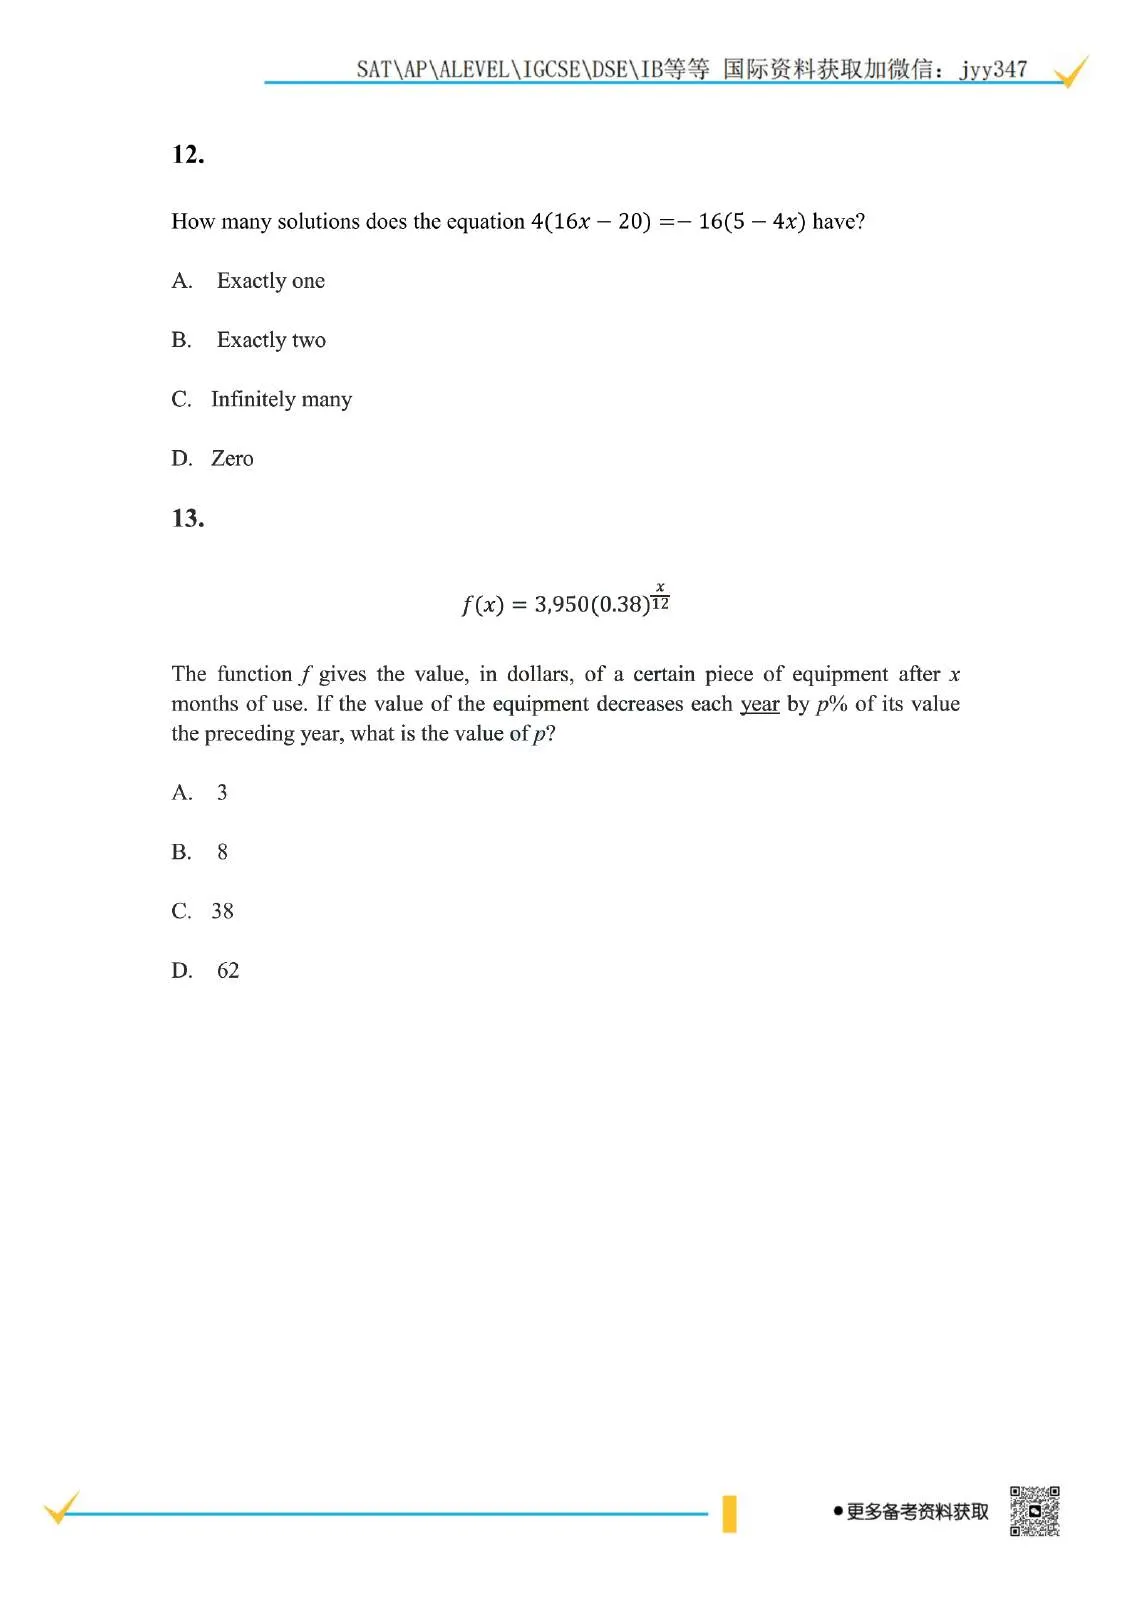 SAT\AP\ALEVEL\IGCSE\DSE\IB等等 国际资料获取加微信：jyy347
12.
How many solutions does the equation 4(16x − 20) =− 16(5 − 4x) have?
A. Exactly one
B. Exactly two
C. Infinitely many
D. Zero
13.
f(x) = 3,950(0.38)^(x/12)
The function f gives the value, in dollars, of a certain piece of equipment after x
months of use. If the value of the equipment decreases each year by p% of its value
the preceding year, what is the value of p?
A. 3
B. 8
C. 38
D. 62
●更多备考资料获取